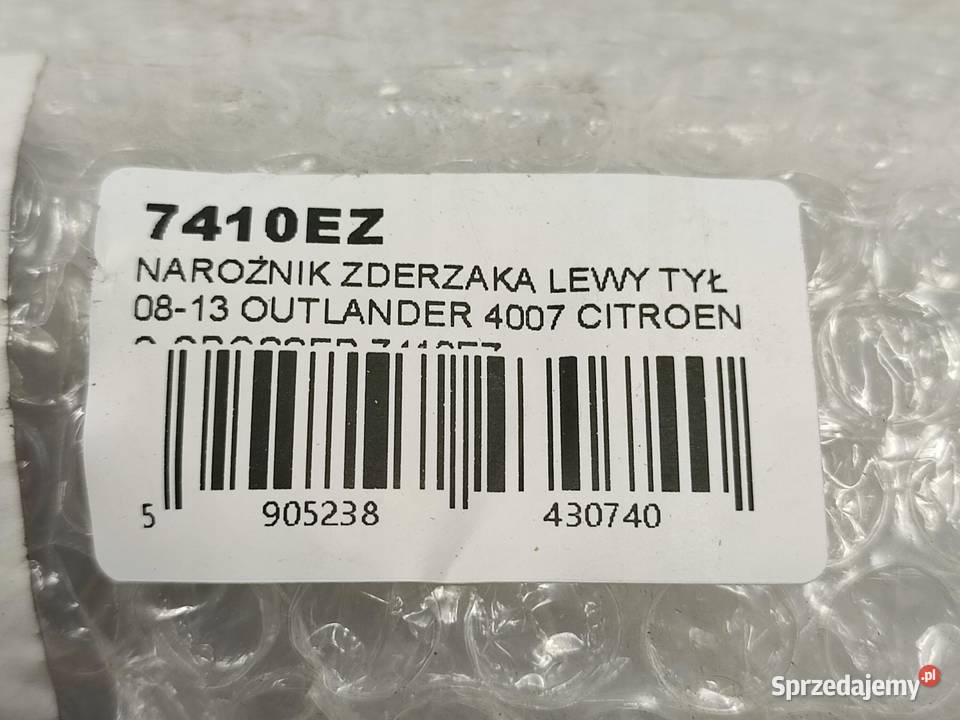 7410EZ
NAROŻNIK ZDERZAKA LEWY TYŁ
08-13 OUTLANDER 4007 CITROEN
5 905238 430740
Sprzedajemy.pl